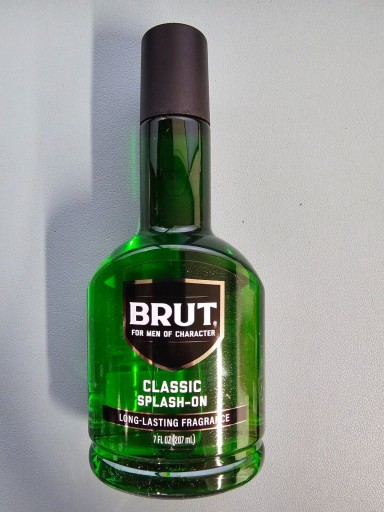 BRUT®
FOR MEN OF CHARACTER
CLASSIC
SPLASH-ON
LONG-LASTING FRAGRANCE
7 FL OZ (207 mL)